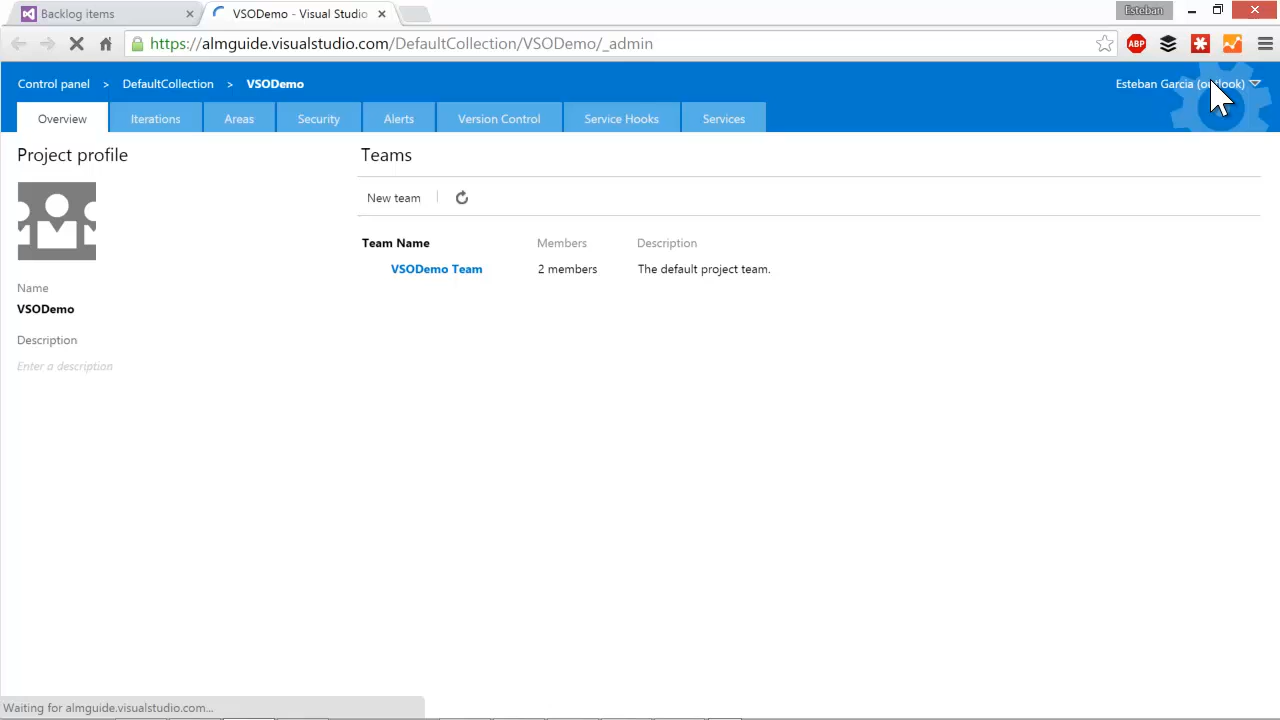 Backlog items
VSODemo - Visual Studio
Esteban
https://almguide.visualstudio.com/DefaultCollection/VSODemo/_admin
ABP
Control panel > DefaultCollection > VSODemo
Esteban Garcia (outlook)
Overview Iterations Areas Security Alerts Version Control Service Hooks Services
Project profile
Teams
New team
Team Name Members Description
VSODemo Team 2 members The default project team.
Name
VSODemo
Description
Enter a description
Waiting for almguide.visualstudio.com...